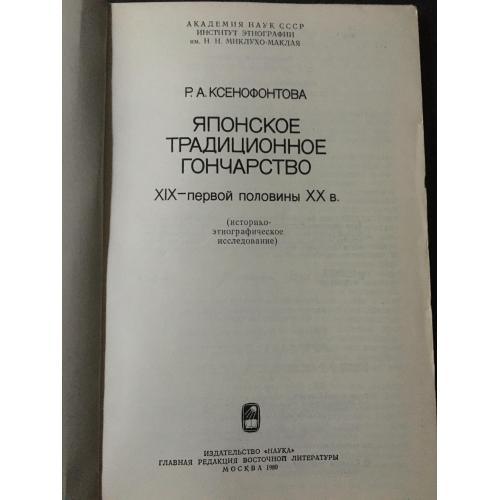 АКАДЕМИЯ НАУК СССР
ИНСТИТУТ ЭТНОГРАФИИ
им. Н. Н. МИКЛУХО-МАКЛАЯ
Р. А. КСЕНОФОНТОВА
ЯПОНСКОЕ
ТРАДИЦИОННОЕ
ГОНЧАРСТВО
XIX—первой половины XX в.
(историко-
этнографическое
исследование)
ИЗДАТЕЛЬСТВО «НАУКА»
ГЛАВНАЯ РЕДАКЦИЯ ВОСТОЧНОЙ ЛИТЕРАТУРЫ
МОСКВА 1980